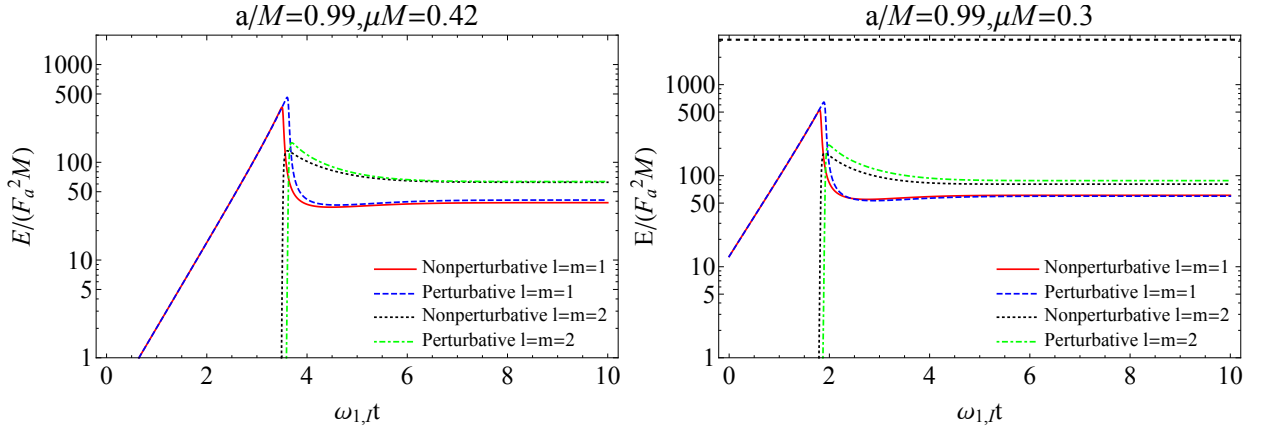 a/M=0.99,μM=0.42
E/(F_a^2 M)
1000
500
100
50
10
5
1
0
2
4
6
8
10
ω_{1,I}t
Nonperturbative l=m=1
Perturbative l=m=1
Nonperturbative l=m=2
Perturbative l=m=2
a/M=0.99,μM=0.3
E/(F_a^2 M)
1000
500
100
50
10
5
1
0
2
4
6
8
10
ω_{1,I}t
Nonperturbative l=m=1
Perturbative l=m=1
Nonperturbative l=m=2
Perturbative l=m=2